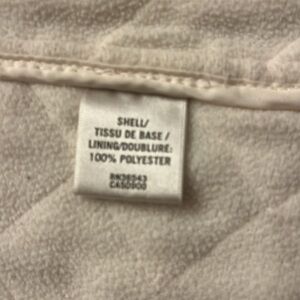 SHELL/
TISSU DE BASE /
LINING/DOUBLURE:
100% POLYESTER
RN36543
CA50900